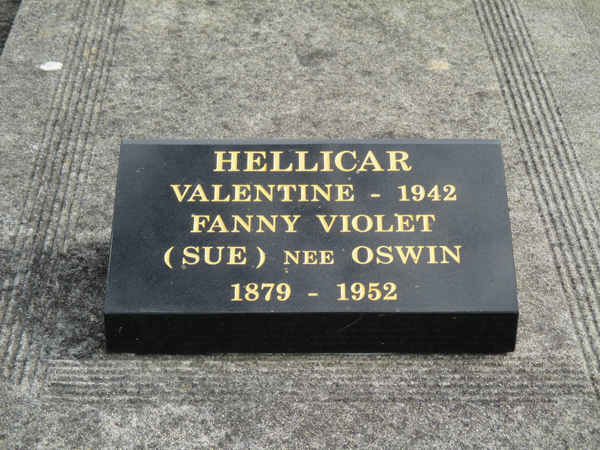 HELLICAR
VALENTINE - 1942
FANNY VIOLET
(SUE) NEE OSWIN
1879 - 1952